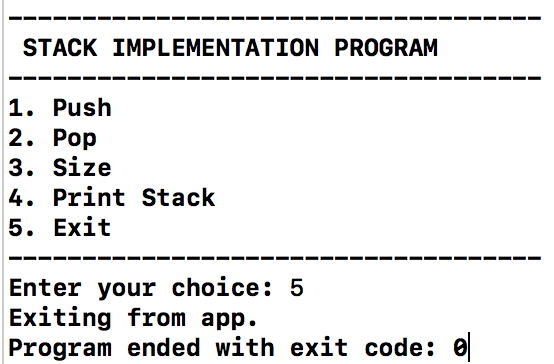 ------------------------------------
STACK IMPLEMENTATION PROGRAM
------------------------------------
1. Push
2. Pop
3. Size
4. Print Stack
5. Exit
------------------------------------
Enter your choice: 5
Exiting from app.
Program ended with exit code: 0